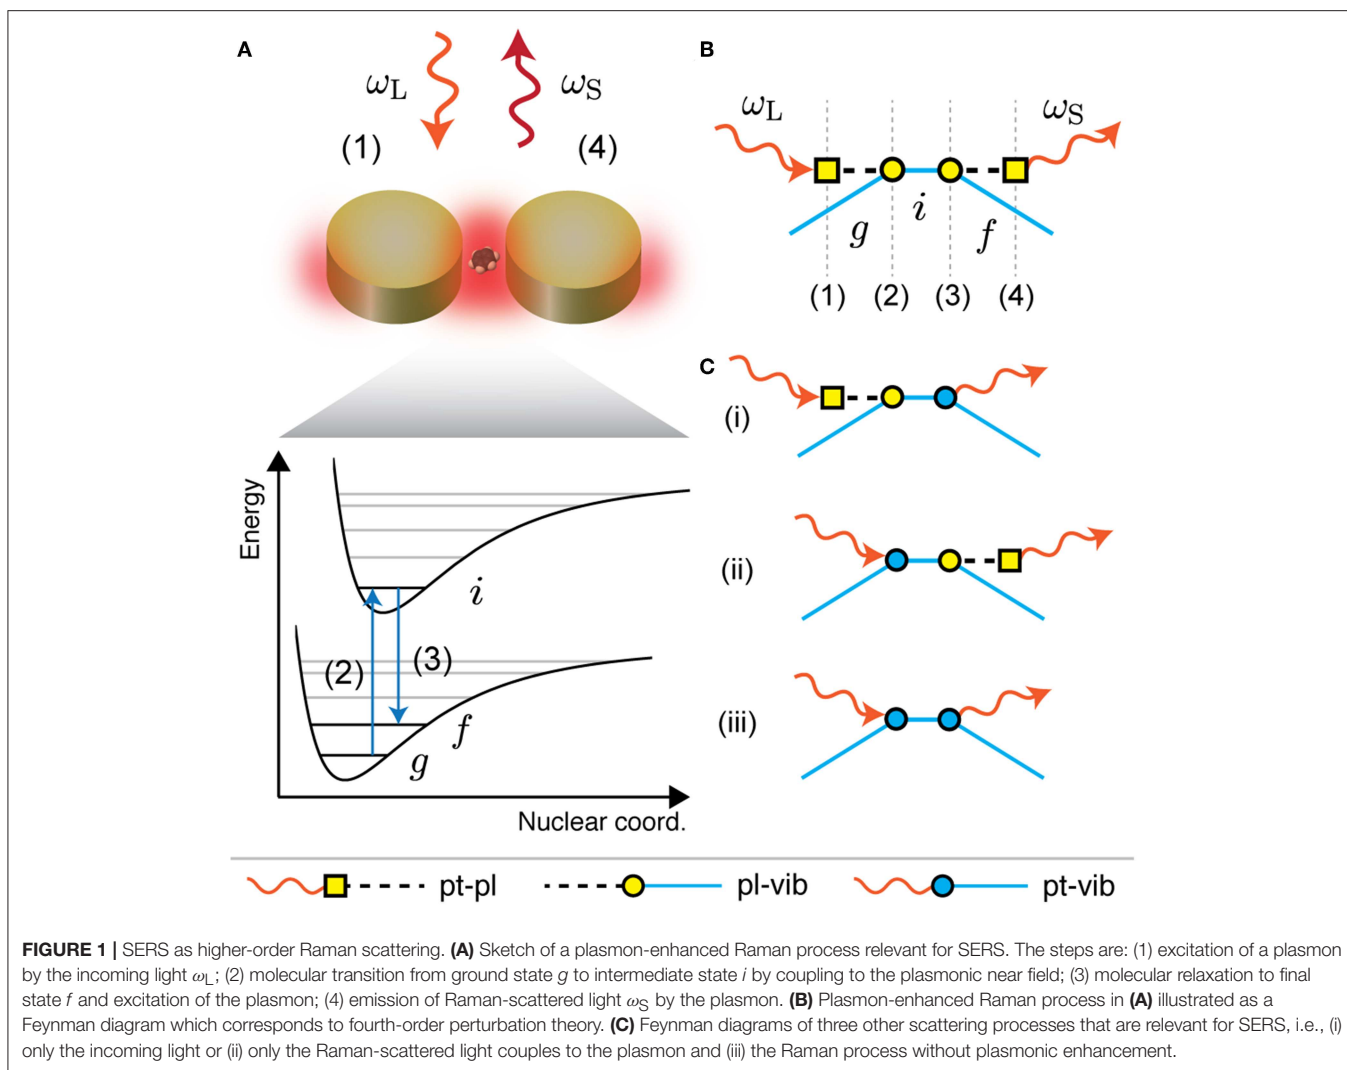 A
ω_L
ω_S
(1)
(4)
Energy
i
(2)
(3)
f
g
Nuclear coord.
B
ω_L
ω_S
g
i
f
(1)
(2)
(3)
(4)
C
(i)
(ii)
(iii)
pt-pl
pl-vib
pt-vib
FIGURE 1 | SERS as higher-order Raman scattering. (A) Sketch of a plasmon-enhanced Raman process relevant for SERS. The steps are: (1) excitation of a plasmon
by the incoming light ω_L; (2) molecular transition from ground state g to intermediate state i by coupling to the plasmonic near field; (3) molecular relaxation to final
state f and excitation of the plasmon; (4) emission of Raman-scattered light ω_S by the plasmon. (B) Plasmon-enhanced Raman process in (A) illustrated as a
Feynman diagram which corresponds to fourth-order perturbation theory. (C) Feynman diagrams of three other scattering processes that are relevant for SERS, i.e., (i)
only the incoming light or (ii) only the Raman-scattered light couples to the plasmon and (iii) the Raman process without plasmonic enhancement.